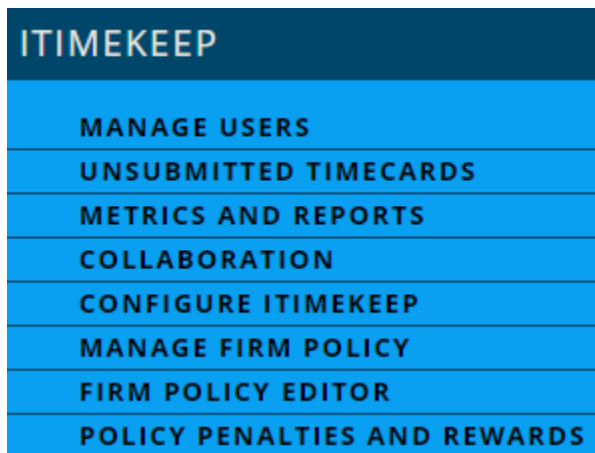 ITIMEKEEP
MANAGE USERS
UNSUBMITTED TIMECARDS
METRICS AND REPORTS
COLLABORATION
CONFIGURE ITIMEKEEP
MANAGE FIRM POLICY
FIRM POLICY EDITOR
POLICY PENALTIES AND REWARDS